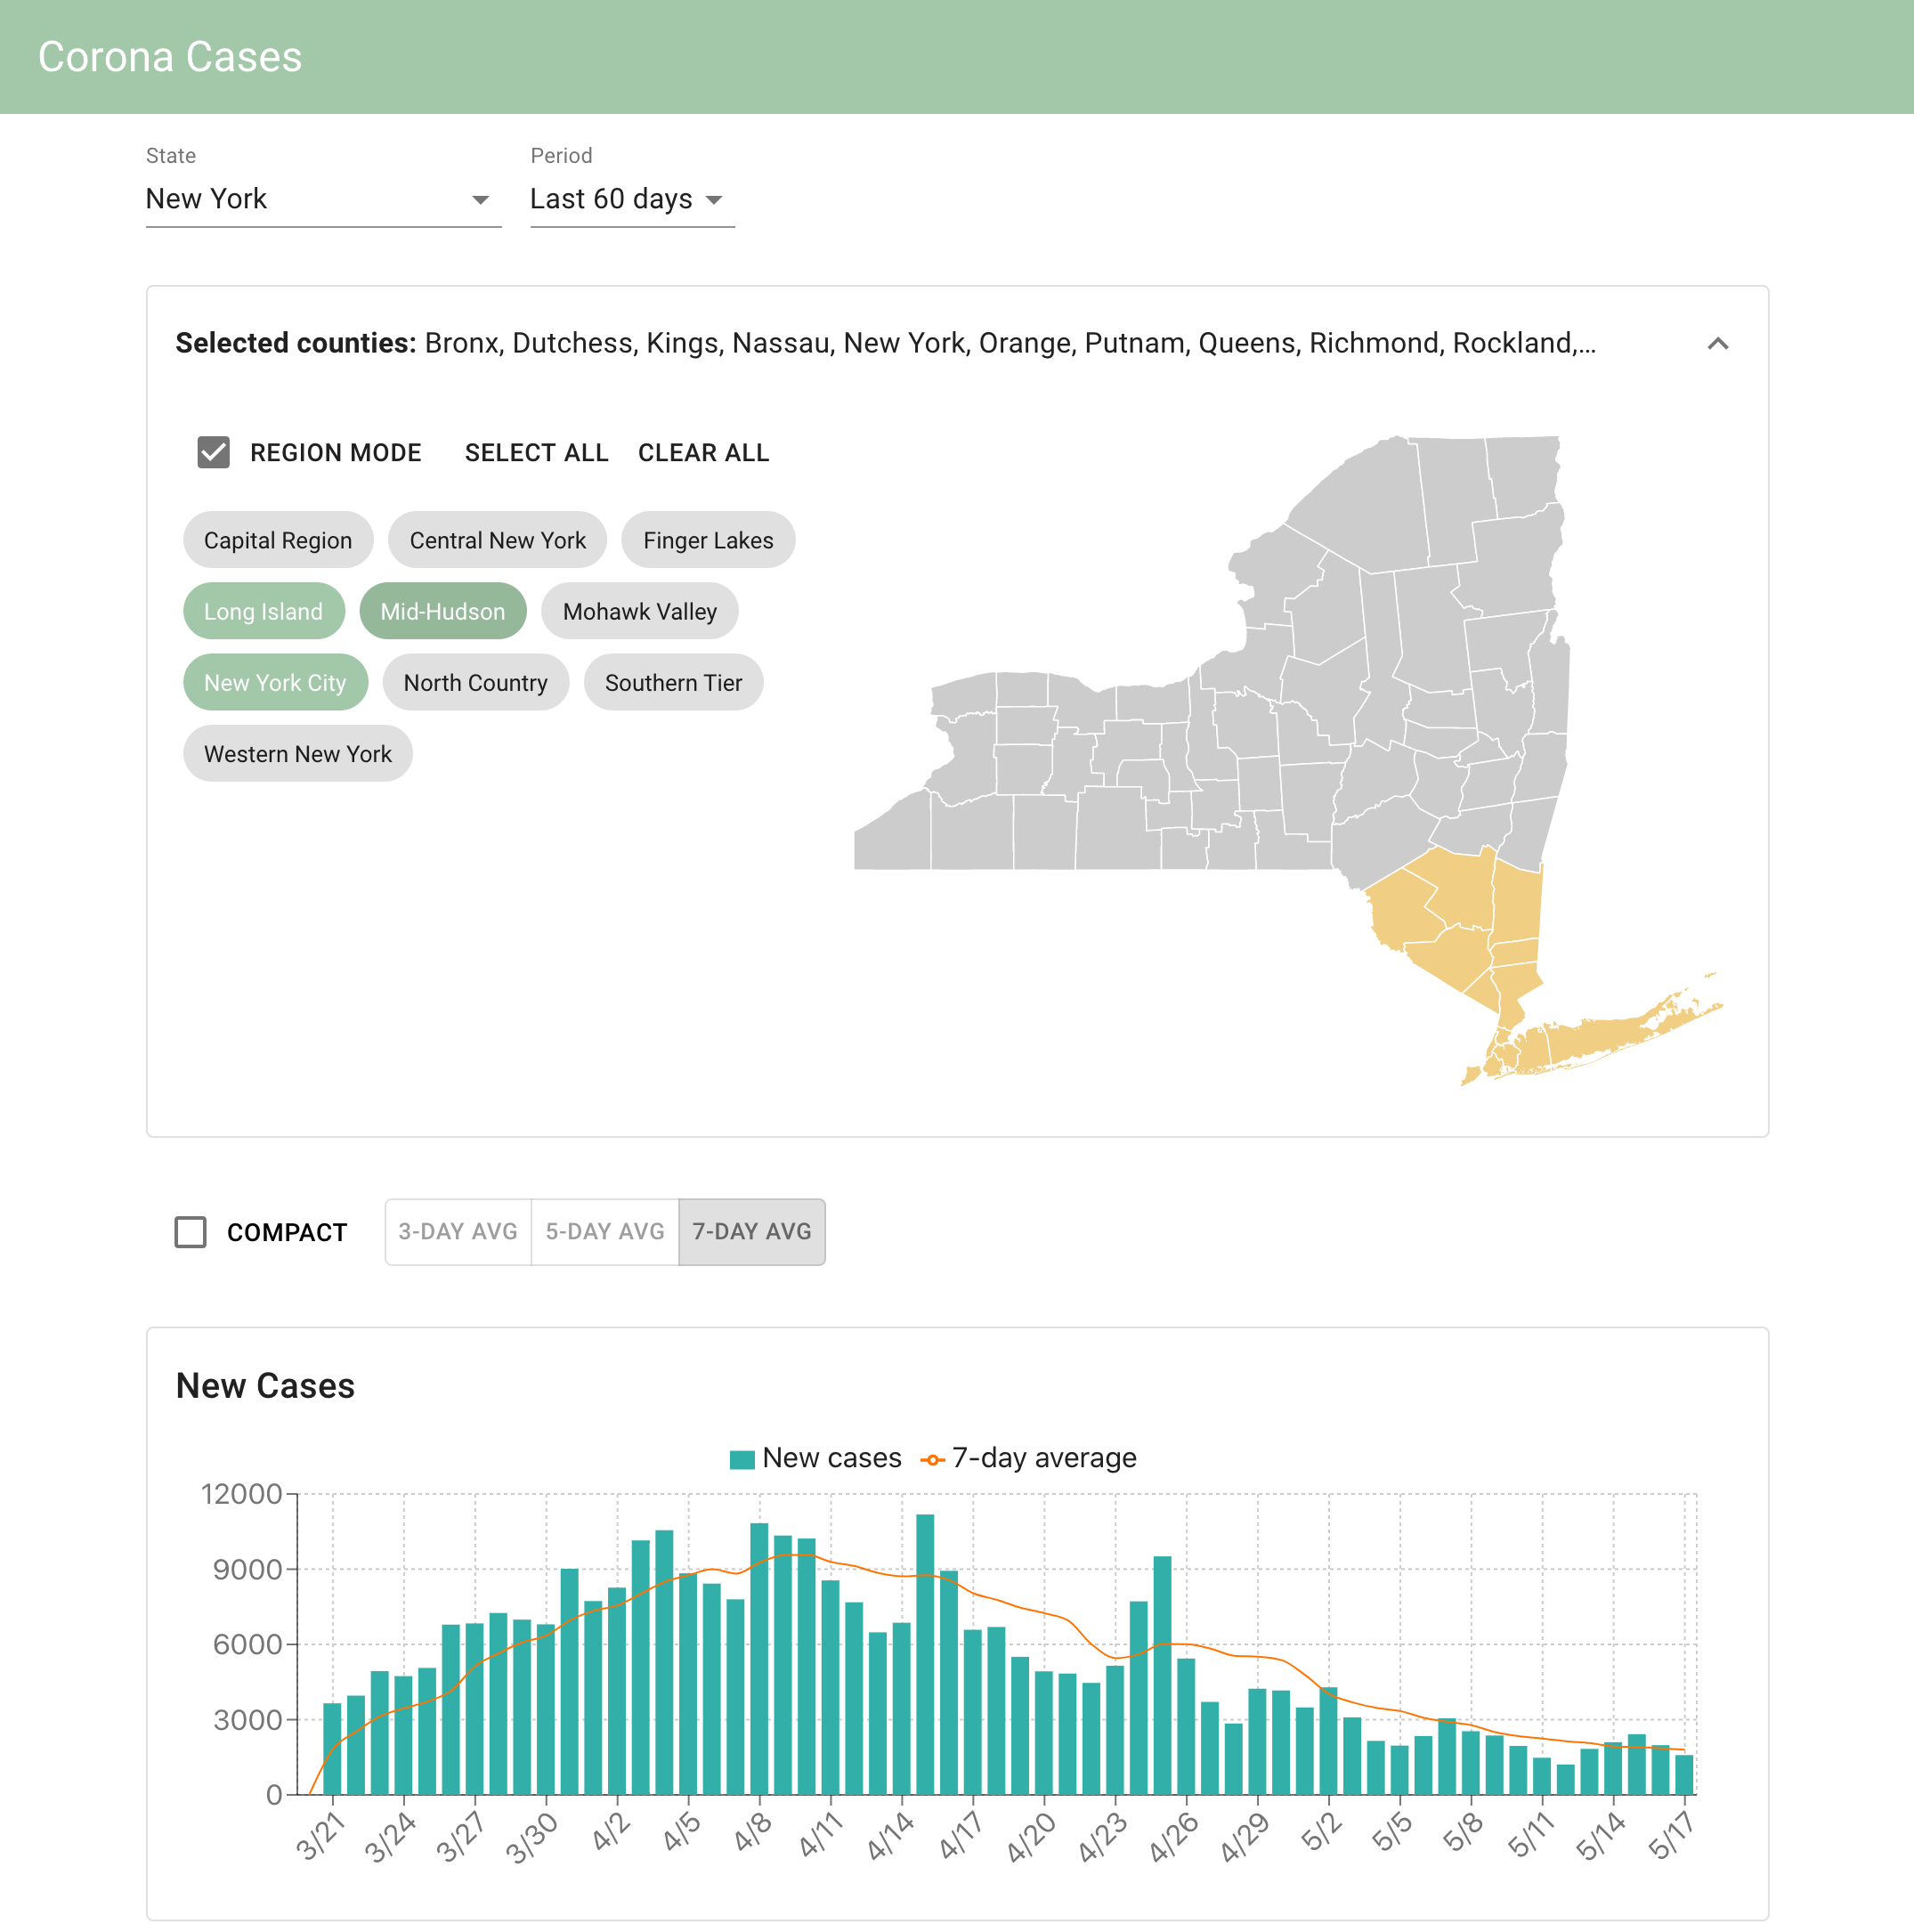 Corona Cases
State Period
New York Last 60 days
Selected counties: Bronx, Dutchess, Kings, Nassau, New York, Orange, Putnam, Queens, Richmond, Rockland,...
REGION MODE SELECT ALL CLEAR ALL
Capital Region Central New York Finger Lakes
Long Island Mid-Hudson Mohawk Valley
New York City North Country Southern Tier
Western New York
COMPACT 3-DAY AVG 5-DAY AVG 7-DAY AVG
New Cases
New cases 7-day average
12000
9000
6000
3000
0
3/21 3/24 3/27 3/30 4/2 4/5 4/8 4/11 4/14 4/17 4/20 4/23 4/26 4/29 5/2 5/5 5/8 5/11 5/14 5/17